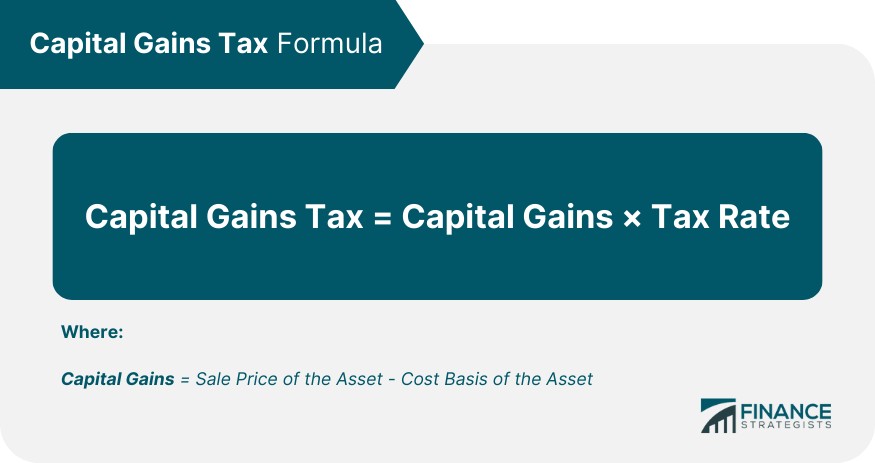 Capital Gains Tax Formula
Capital Gains Tax = Capital Gains × Tax Rate
Where:
Capital Gains = Sale Price of the Asset - Cost Basis of the Asset
FINANCE
STRATEGISTS